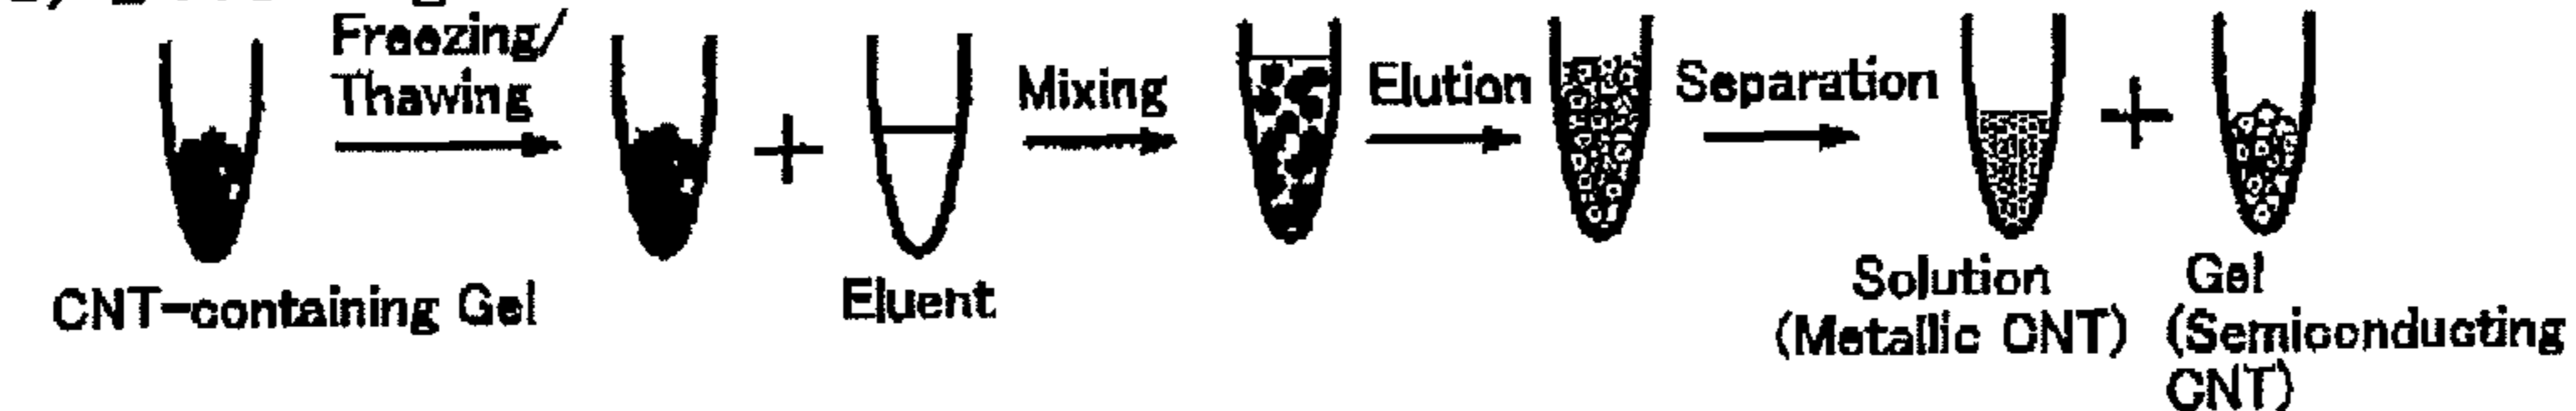 Freezing/
Thawing
Mixing
Elution
Separation
CNT-containing Gel
Eluent
Solution
(Metallic CNT)
Gel
(Semiconducting
CNT)